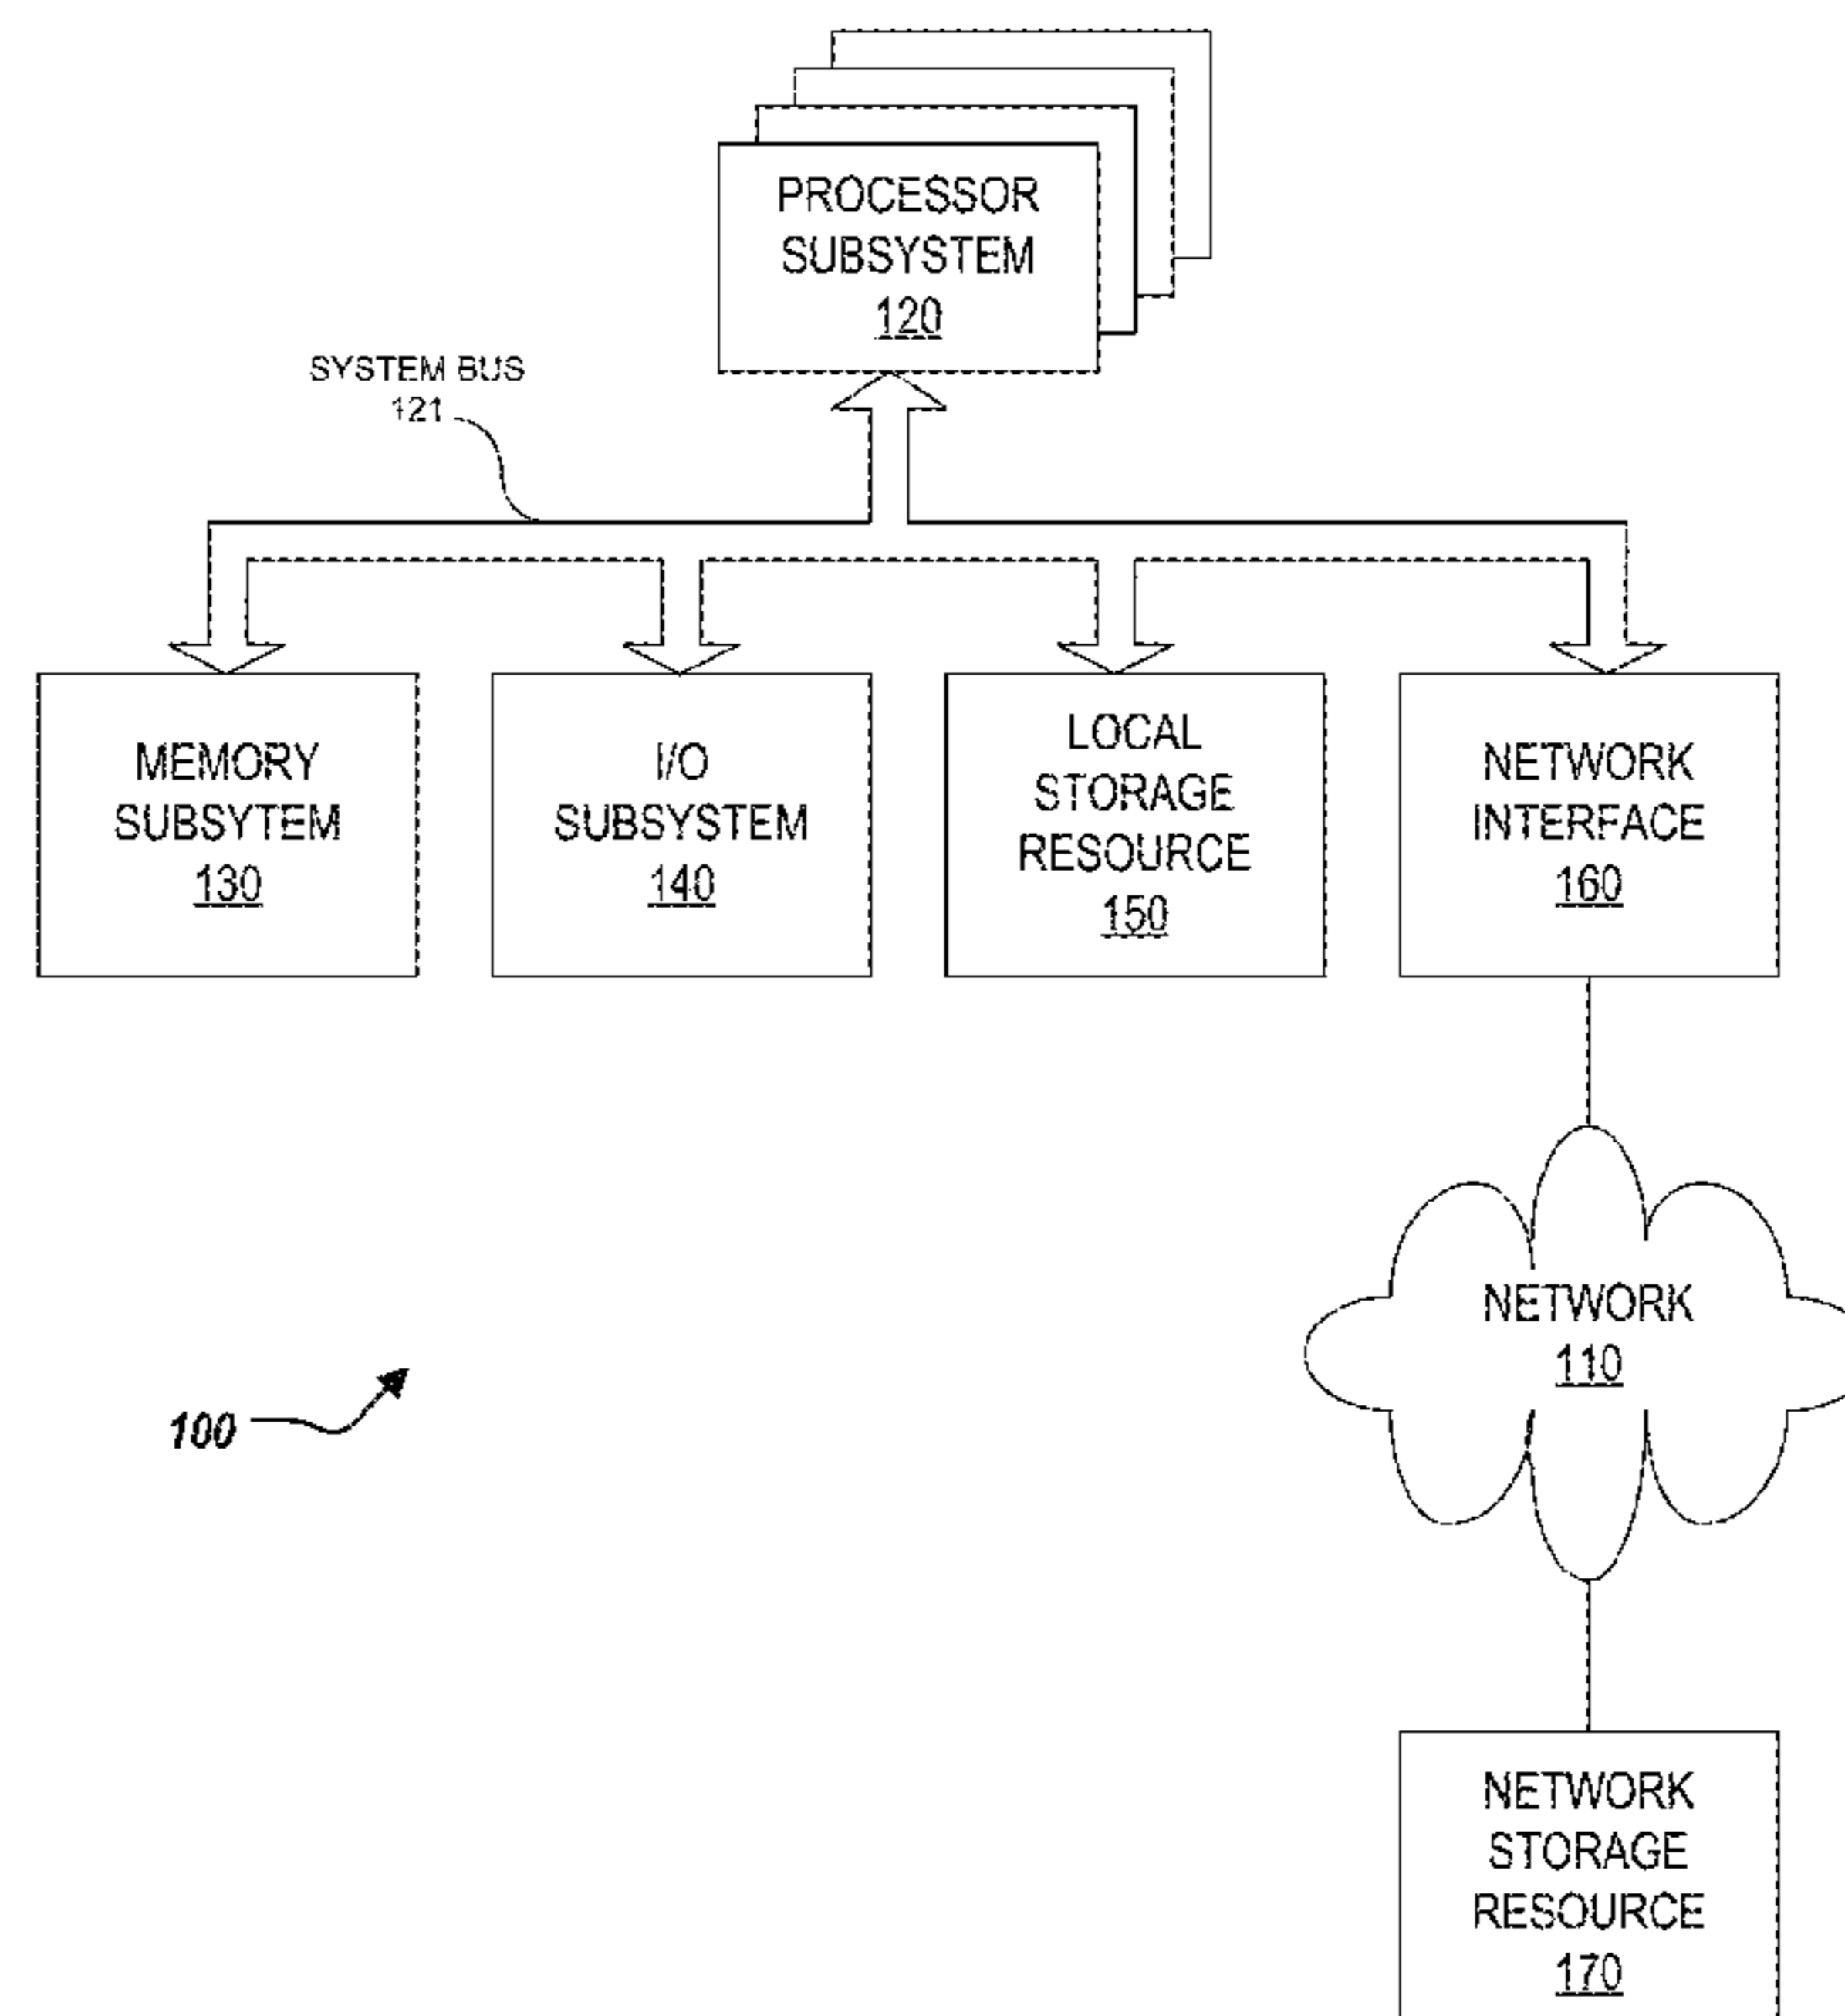 PROCESSOR
SUBSYSTEM
120
SYSTEM BUS
121
MEMORY
SUBSYTEM
130
I/O
SUBSYSTEM
140
LOCAL
STORAGE
RESOURCE
150
NETWORK
INTERFACE
160
NETWORK
110
100
NETWORK
STORAGE
RESOURCE
170